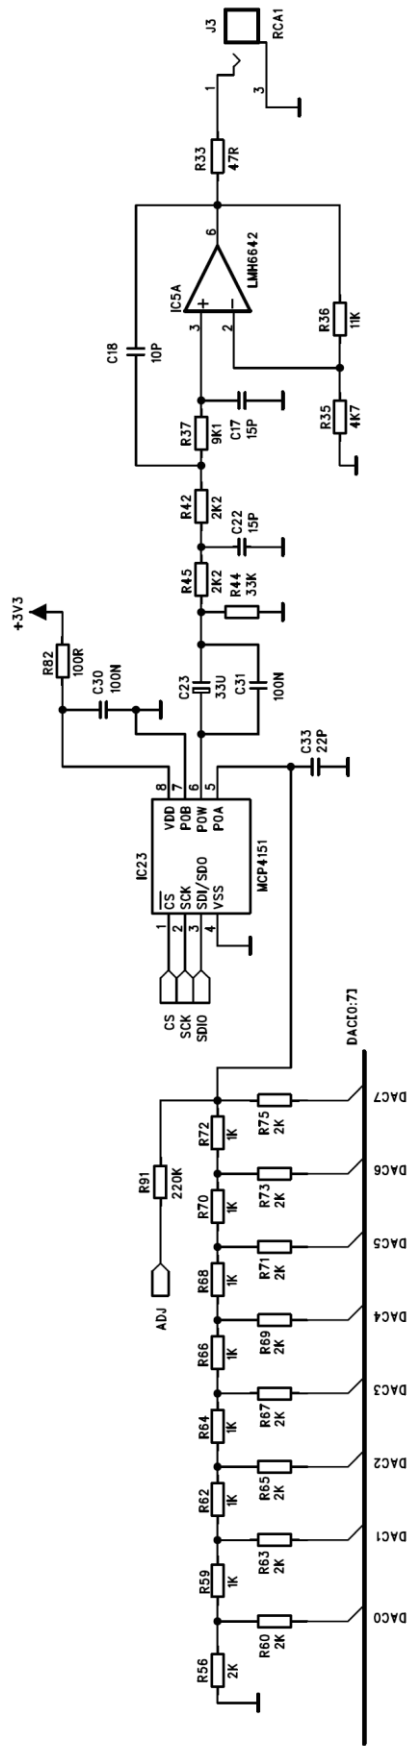 J3
RCA1
1
3
R33
47R
6
LMH6642
IC5A
+
−
3
2
C18
10P
R36
11K
R35
4K7
R37
9K1
C17
15P
R42
2K2
C22
15P
R45
2K2
R44
33K
+3V3
R82
100R
C30
100N
C23
33U
C31
100N
C33
22P
8
7
6
5
VDD
P0B
P0W
P0A
IC23
MCP4151
CS
SCK
SDI/SDO
VSS
1
2
3
4
CS
SCK
SDIO
DAC[0:7]
R91
220K
ADJ
R72
1K
R75
2K
DAC7
R70
1K
R73
2K
DAC6
R68
1K
R71
2K
DAC5
R66
1K
R69
2K
DAC4
R64
1K
R67
2K
DAC3
R62
1K
R65
2K
DAC2
R59
1K
R63
2K
DAC1
R56
2K
R60
2K
DAC0